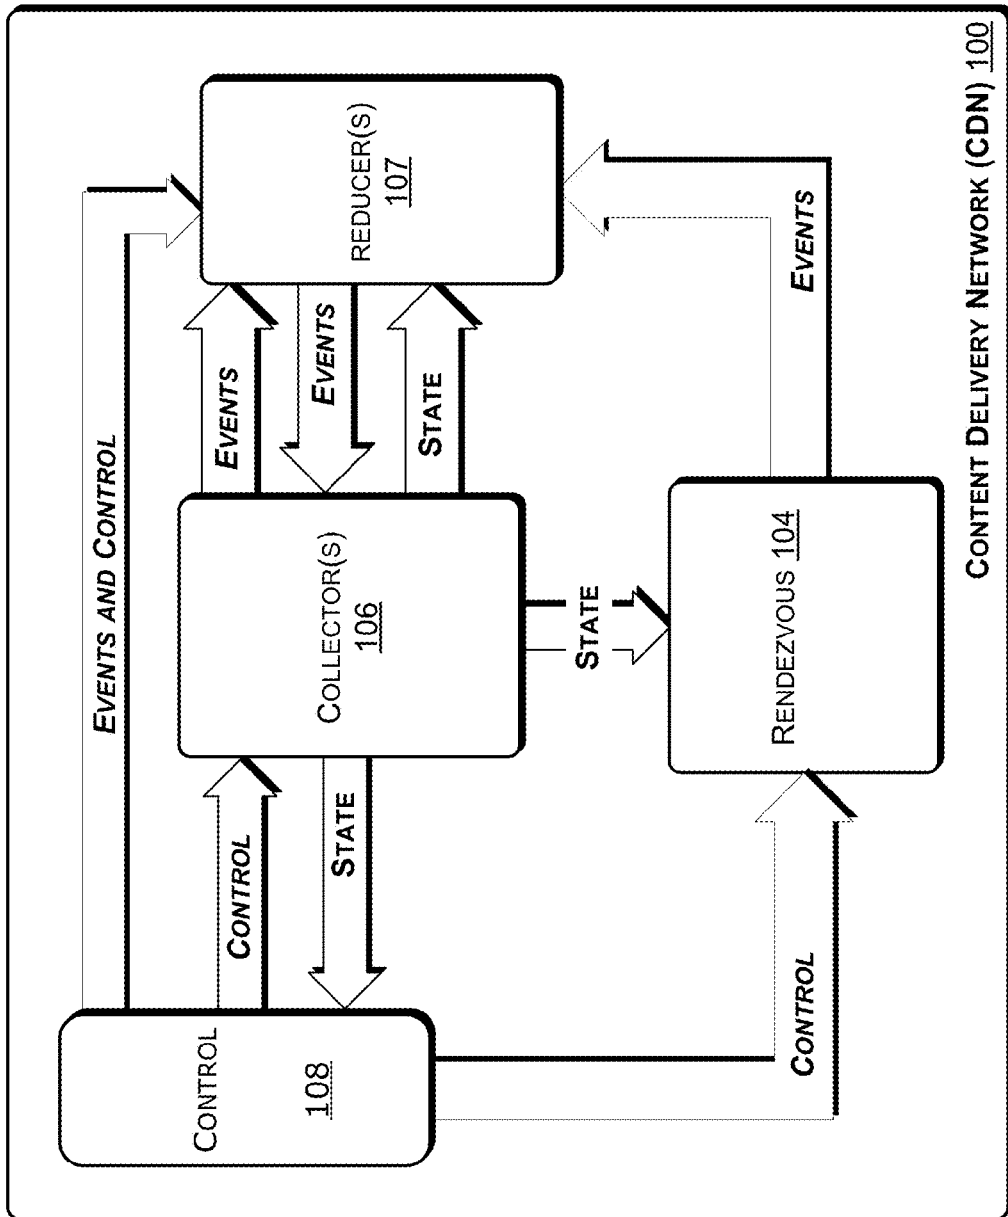 EVENTS AND CONTROL
CONTROL
108
CONTROL
STATE
COLLECTOR(S)
106
EVENTS
EVENTS
STATE
REDUCER(S)
107
STATE
CONTROL
RENDEZVOUS 104
EVENTS
CONTENT DELIVERY NETWORK (CDN) 100